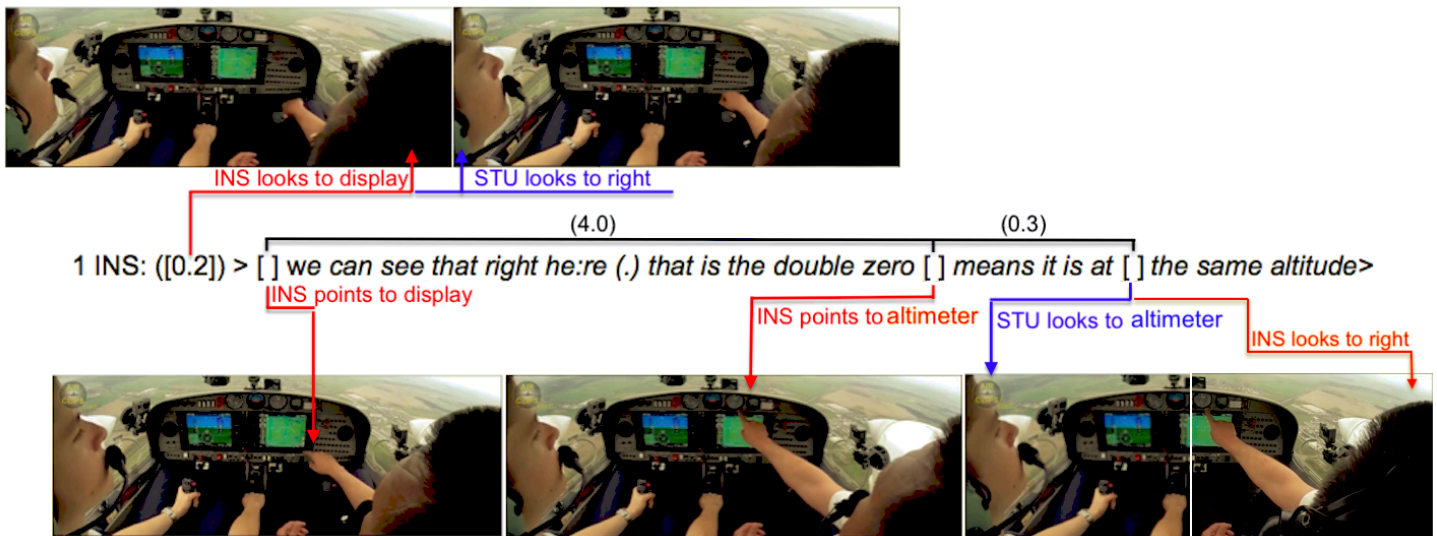 INS looks to display
STU looks to right
(4.0)
(0.3)
1 INS: ([0.2]) > [ ] we can see that right he:re (.) that is the double zero [ ] means it is at [ ] the same altitude>
INS points to display
INS points to altimeter
STU looks to altimeter
INS looks to right